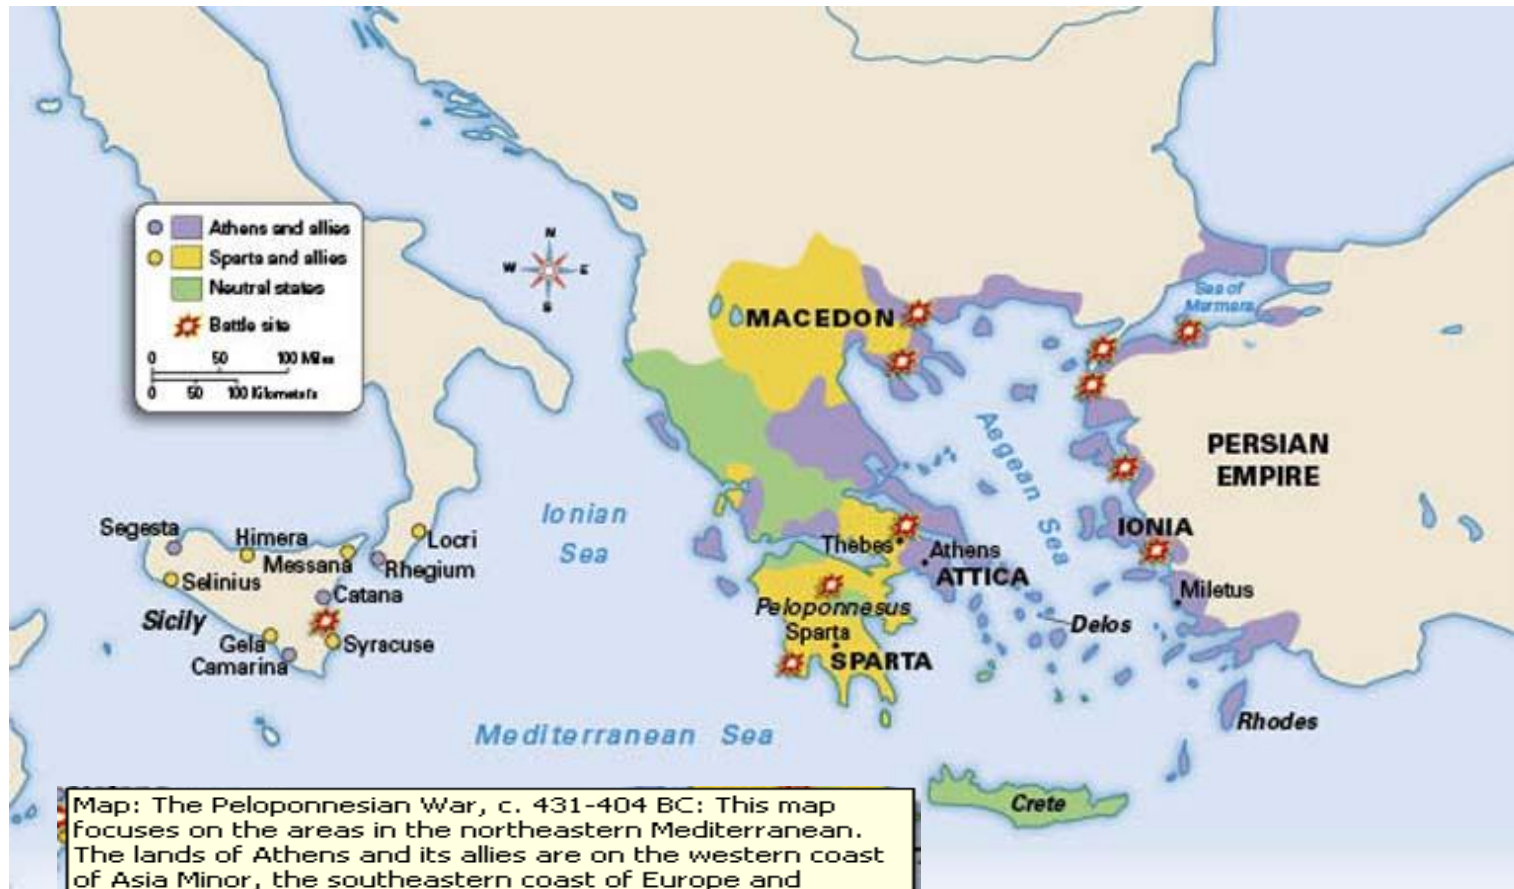 Athens and allies
Sparta and allies
Neutral states
Battle site
0 50 100 Miles
0 50 100 Kilometers
N
W E
S
MACEDON
Sea of
Marmara
Aegean Sea
PERSIAN
EMPIRE
Ionian
Sea
IONIA
Segesta
Himera
Messana
Locri
Rhegium
Selinius
Catana
Sicily
Gela
Camarina
Syracuse
Thebes
Athens
ATTICA
Peloponnesus
Sparta
SPARTA
Miletus
Delos
Rhodes
Mediterranean Sea
Crete
Map: The Peloponnesian War, c. 431-404 BC: This map
focuses on the areas in the northeastern Mediterranean.
The lands of Athens and its allies are on the western coast
of Asia Minor, the southeastern coast of Europe and